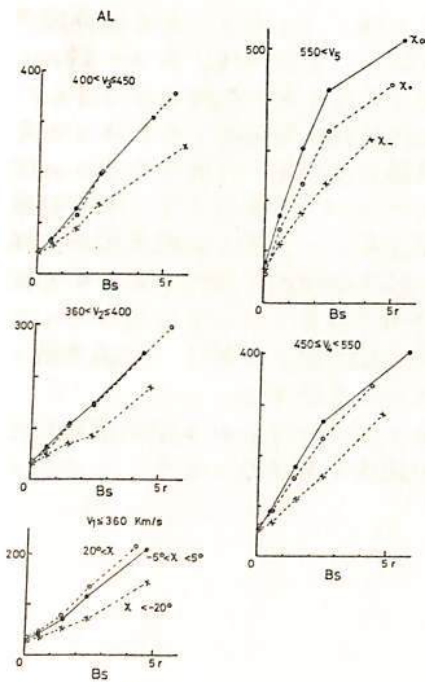 AL
400
400 < V₃ ≤ 450
0
Bs
5 r
500
550 < V₅
χ₀
χ₊
χ₋
0
Bs
5 r
300
360 < V₂ ≤ 400
0
Bs
5 r
400
450 ≤ V₄ < 550
0
Bs
5 r
V₁ ≤ 360 Km/s
200
20° < χ
-5° < χ < 5°
χ < -20°
0
Bs
5 r